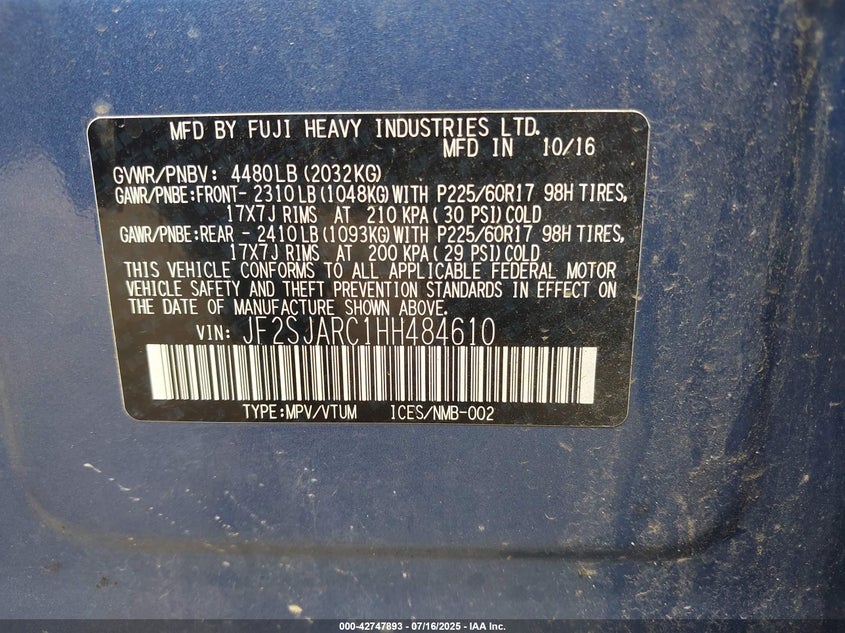 MFD BY FUJI HEAVY INDUSTRIES LTD.
MFD IN 10/16
GVWR/PNBV: 4480LB (2032KG)
GAWR/PNBE:FRONT- 2310LB (1048KG) WITH P225/60R17 98H TIRES,
17X7J RIMS AT 210 KPA (30 PSI) COLD
GAWR/PNBE:REAR - 2410LB (1093KG) WITH P225/60R17 98H TIRES,
17X7J RIMS AT 200 KPA (29 PSI) COLD
THIS VEHICLE CONFORMS TO ALL APPLICABLE FEDERAL MOTOR
VEHICLE SAFETY AND THEFT PREVENTION STANDARDS IN EFFECT ON
THE DATE OF MANUFACTURE SHOWN ABOVE.
VIN: JF2SJARC1HH484610
TYPE:MPV/VTUM ICES/NMB-002
000-42747893 - 07/16/2025 - IAA Inc.